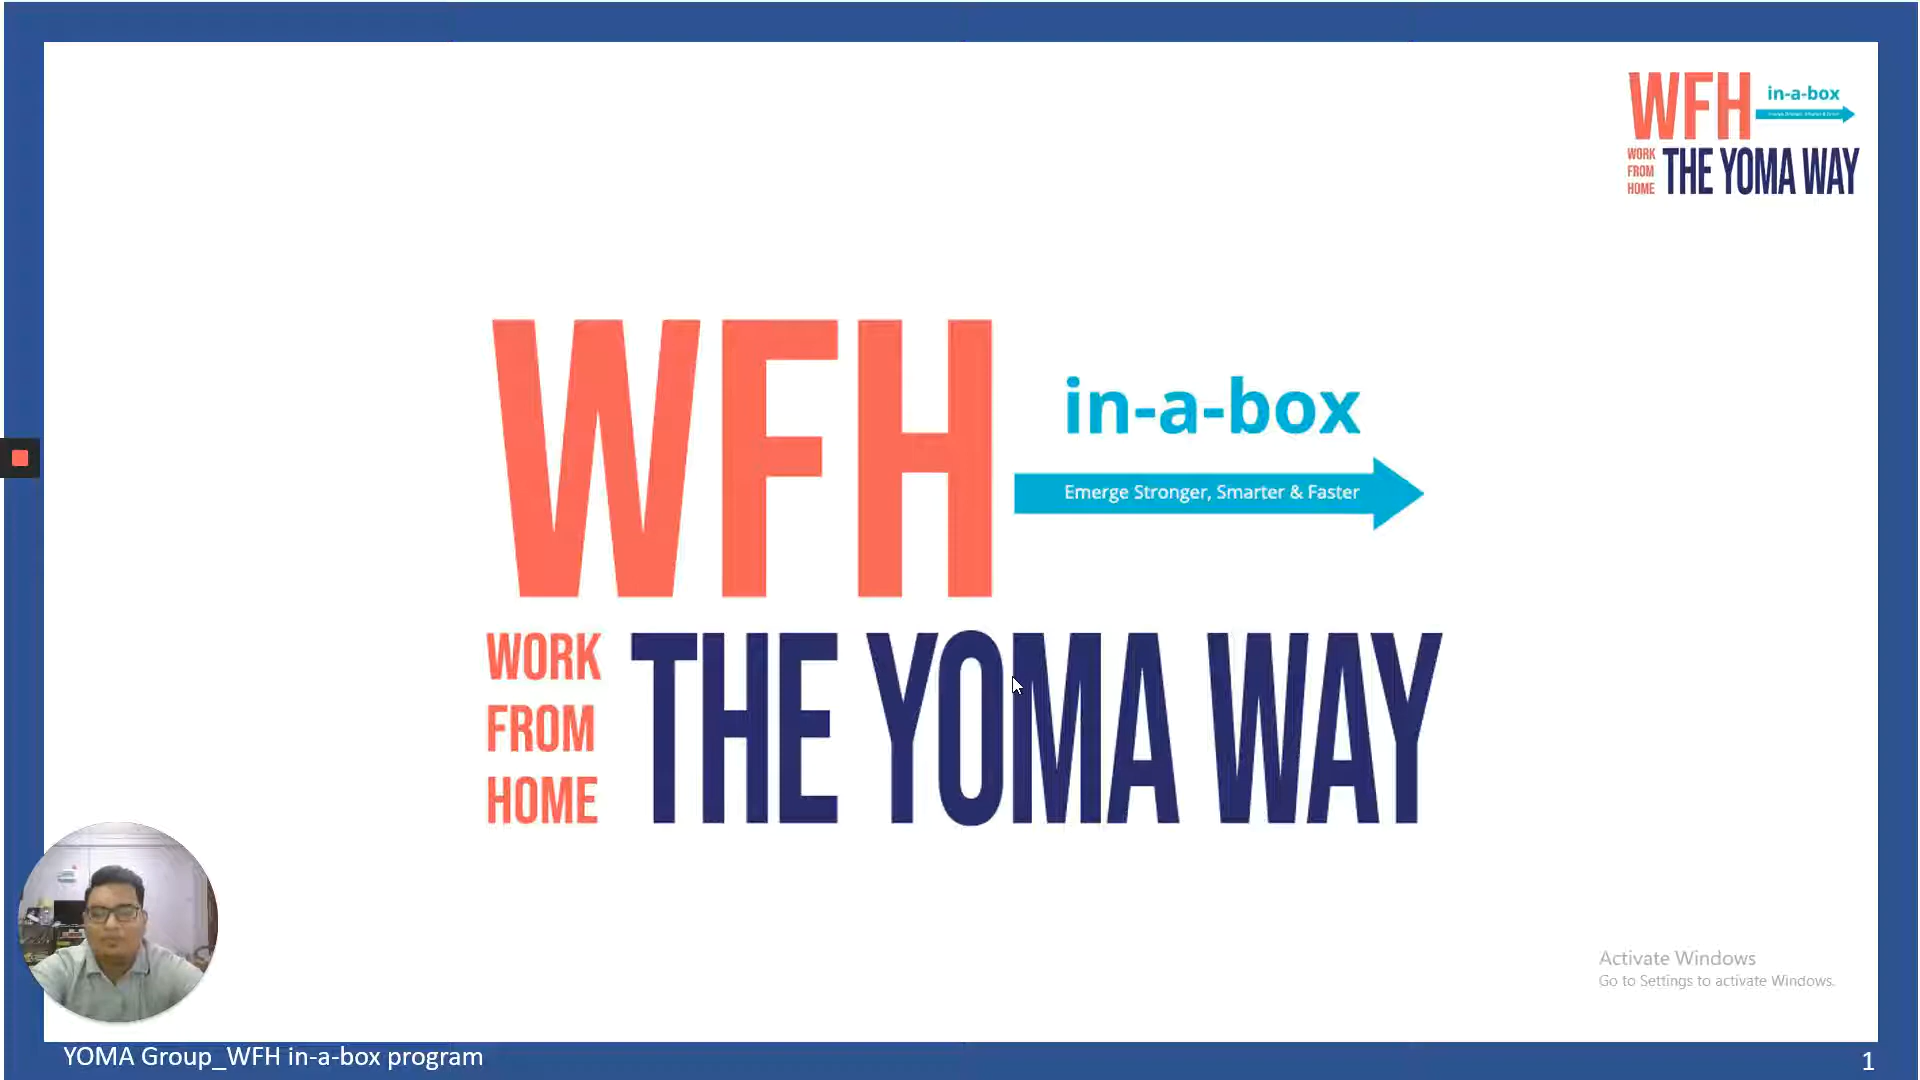 WFH
in-a-box
WORK
FROM
HOME
THE YOMA WAY
WFH
in-a-box
Emerge Stronger, Smarter & Faster
WORK
FROM
HOME
THE YOMA WAY
Activate Windows
Go to Settings to activate Windows.
YOMA Group_WFH in-a-box program
1